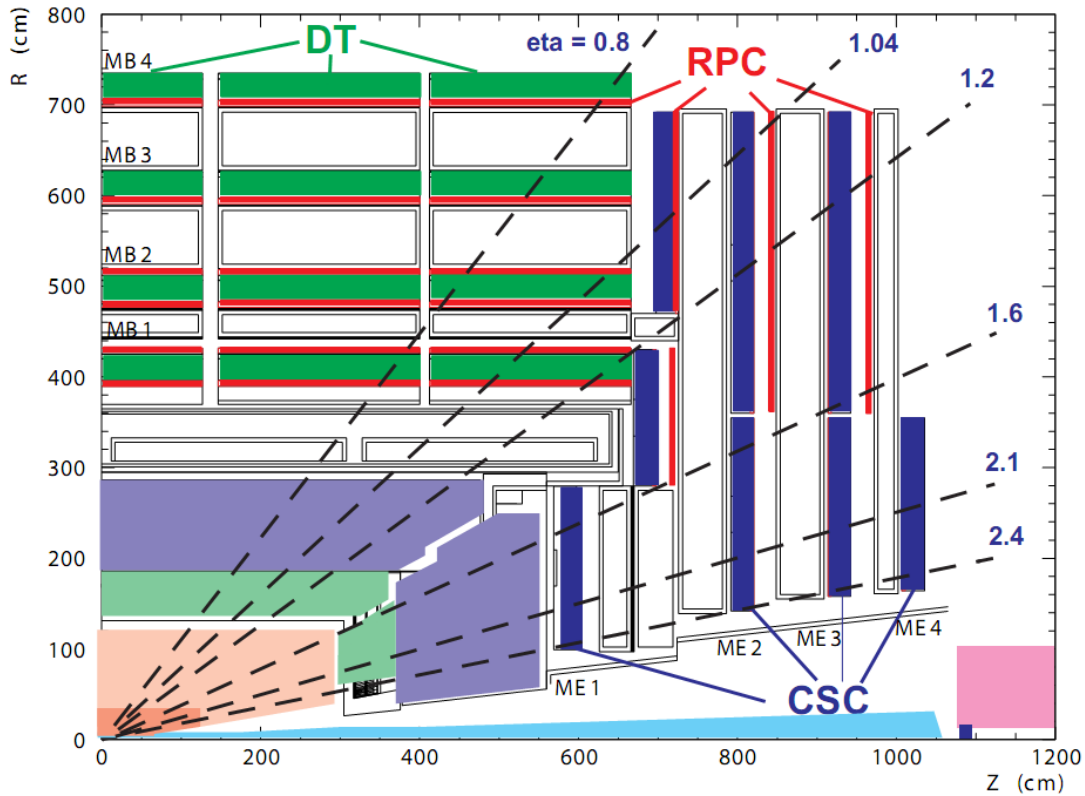 800
R (cm)
MB 4
DT
eta = 0.8
1.04
RPC
1.2
700
MB 3
600
MB 2
500
MB 1
1.6
400
300
2.1
2.4
200
100
ME 1
ME 2
ME 3
ME 4
CSC
0
0
200
400
600
800
1000
1200
Z (cm)